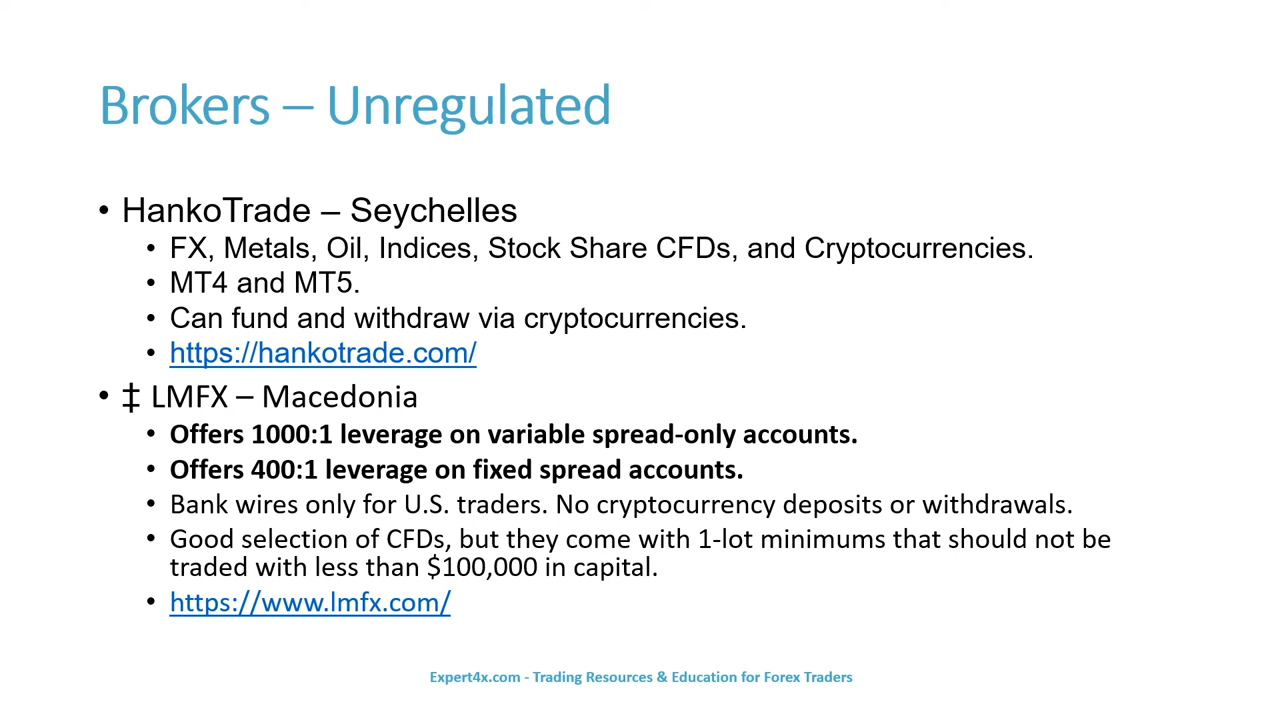 Brokers – Unregulated
• HankoTrade – Seychelles
• FX, Metals, Oil, Indices, Stock Share CFDs, and Cryptocurrencies.
• MT4 and MT5.
• Can fund and withdraw via cryptocurrencies.
• https://hankotrade.com/
• ‡ LMFX – Macedonia
• Offers 1000:1 leverage on variable spread-only accounts.
• Offers 400:1 leverage on fixed spread accounts.
• Bank wires only for U.S. traders. No cryptocurrency deposits or withdrawals.
• Good selection of CFDs, but they come with 1-lot minimums that should not be
traded with less than $100,000 in capital.
• https://www.lmfx.com/
Expert4x.com - Trading Resources & Education for Forex Traders